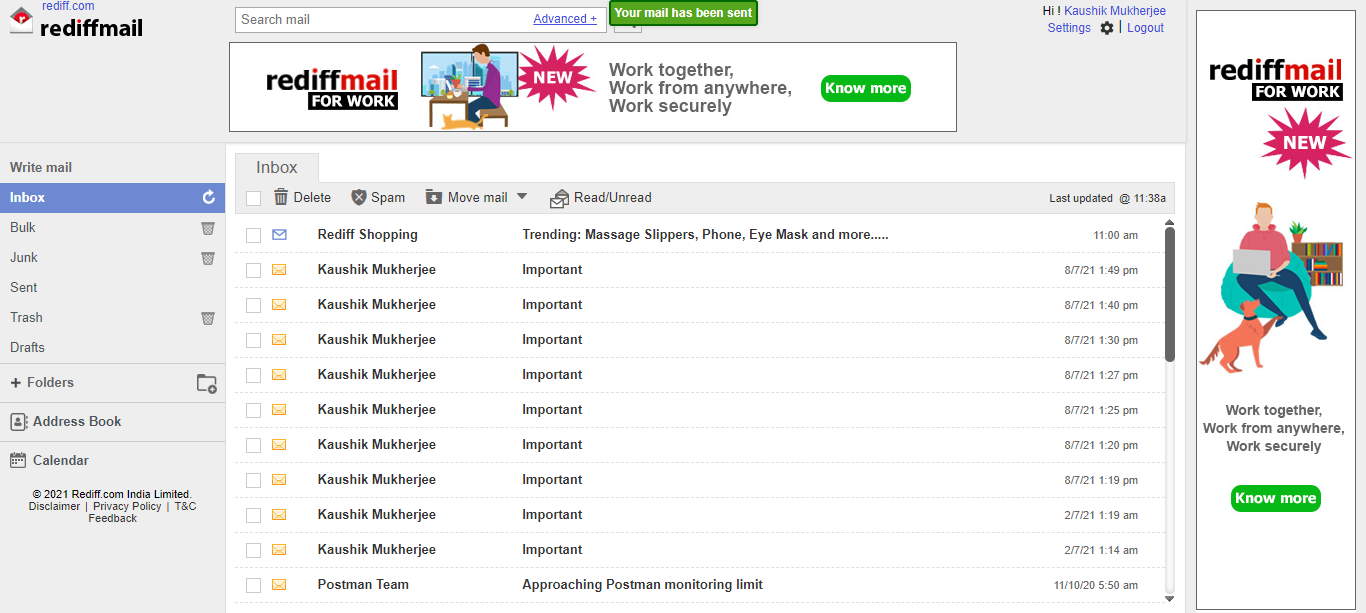 rediff.com
rediffmail
Search mail Advanced +
Your mail has been sent
Hi ! Kaushik Mukherjee
Settings | Logout
rediffmail
FOR WORK
NEW
Work together,
Work from anywhere,
Work securely
Know more
Write mail
Inbox
Bulk
Junk
Sent
Trash
Drafts
+ Folders
Address Book
Calendar
© 2021 Rediff.com India Limited.
Disclaimer | Privacy Policy | T&C
Feedback
Inbox
Delete Spam Move mail Read/Unread Last updated @ 11:38a
Rediff Shopping Trending: Massage Slippers, Phone, Eye Mask and more..... 11:00 am
Kaushik Mukherjee Important 8/7/21 1:49 pm
Kaushik Mukherjee Important 8/7/21 1:40 pm
Kaushik Mukherjee Important 8/7/21 1:30 pm
Kaushik Mukherjee Important 8/7/21 1:27 pm
Kaushik Mukherjee Important 8/7/21 1:25 pm
Kaushik Mukherjee Important 8/7/21 1:20 pm
Kaushik Mukherjee Important 8/7/21 1:19 pm
Kaushik Mukherjee Important 2/7/21 1:19 am
Kaushik Mukherjee Important 2/7/21 1:14 am
Postman Team Approaching Postman monitoring limit 11/10/20 5:50 am
rediffmail
FOR WORK
NEW
Work together,
Work from anywhere,
Work securely
Know more